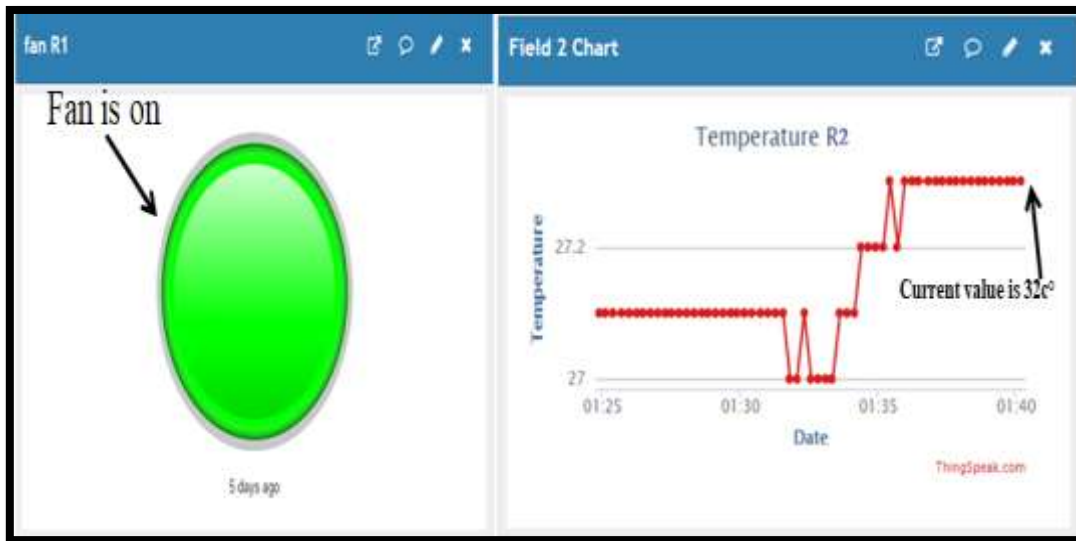 fan R1
Fan is on
5 days ago
Field 2 Chart
Temperature R2
Temperature
27.2
27
Current value is 32c°
01:25 01:30 01:35 01:40
Date
ThingSpeak.com